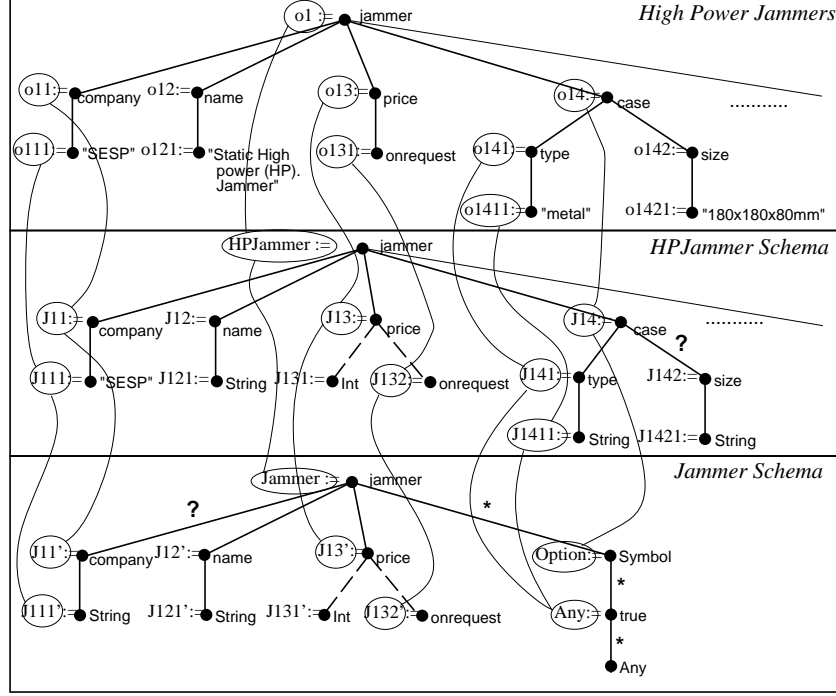 High Power Jammers
o1 := jammer
o11:= company o12:= name o13:= price o14:= case ............
o111:= "SESP" o121:= "Static High
power (HP).
Jammer"
o131:= onrequest o141:= type o142:= size
o1411:= "metal" o1421:= "180x180x80mm"
HPJammer Schema
HPJammer := jammer
J11:= company J12:= name J13:= price J14:= case ............
?
J111:= "SESP" J121:= String J131:= Int J132:= onrequest J141:= type J142:= size
J1411:= String J1421:= String
Jammer Schema
Jammer := jammer
? *
J11':= company J12':= name J13':= price Option:= Symbol
*
J111':= String J121':= String J131':= Int J132':= onrequest Any:= true
*
Any